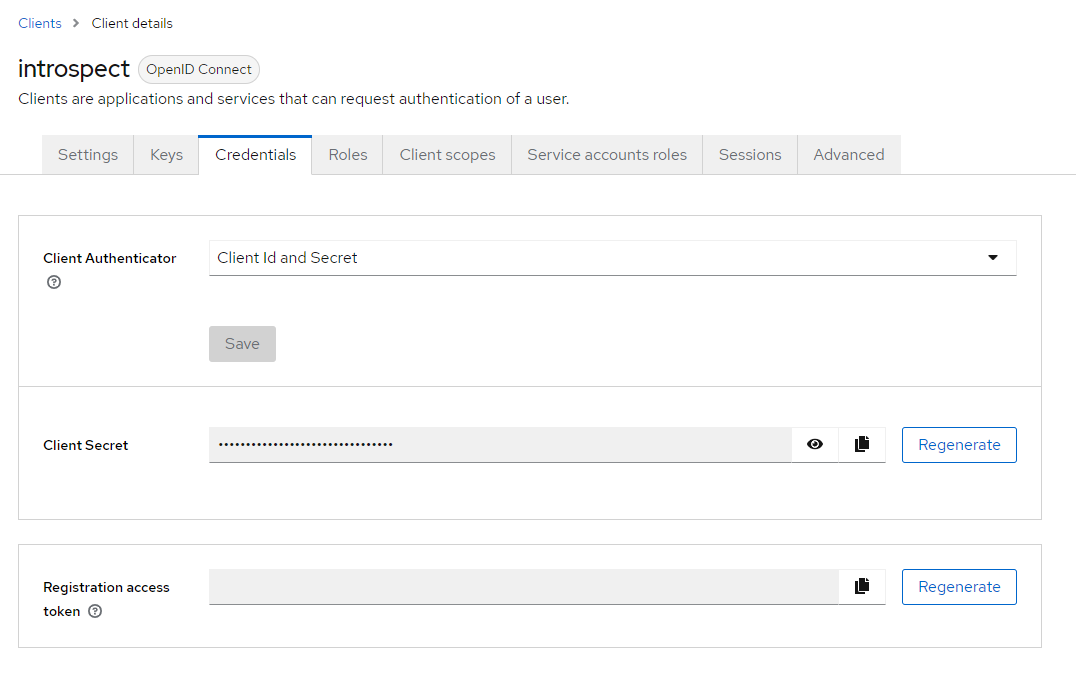 Clients > Client details
introspect OpenID Connect
Clients are applications and services that can request authentication of a user.
Settings Keys Credentials Roles Client scopes Service accounts roles Sessions Advanced
Client Authenticator Client Id and Secret
Save
Client Secret •••••••••••••••••••••••••••••••• Regenerate
Registration access Regenerate
token